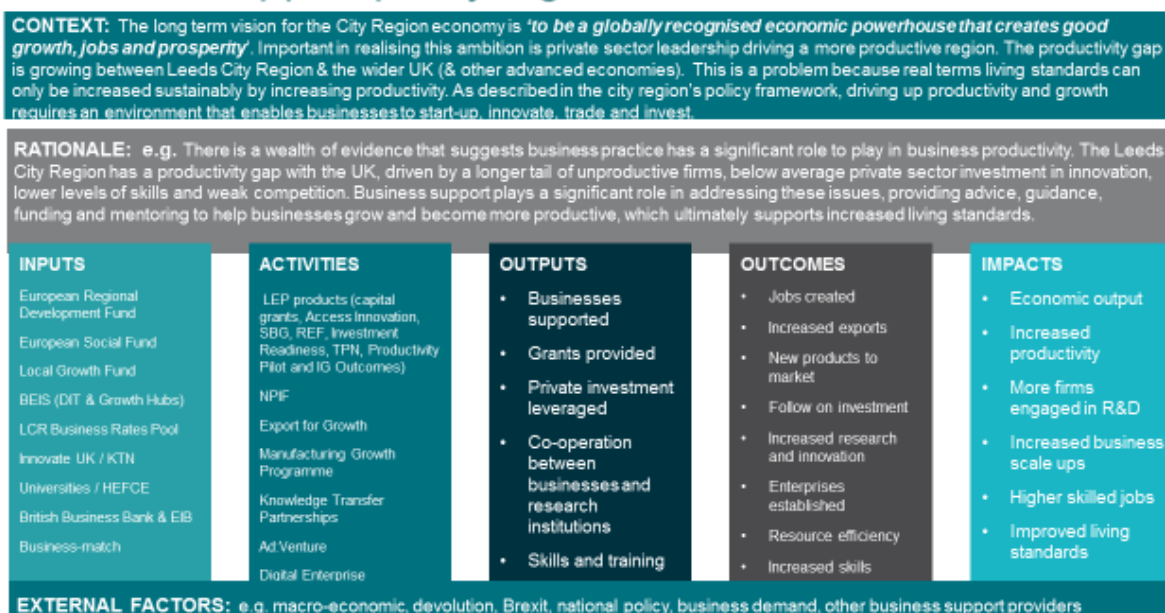 CONTEXT: The long term vision for the City Region economy is 'to be a globally recognised economic powerhouse that creates good
growth, jobs and prosperity'. Important in realising this ambition is private sector leadership driving a more productive region. The productivity gap
is growing between Leeds City Region & the wider UK (& other advanced economies). This is a problem because real terms living standards can
only be increased sustainably by increasing productivity. As described in the city region's policy framework, driving up productivity and growth
requires an environment that enables businesses to start-up, innovate, trade and invest.
RATIONALE: e.g. There is a wealth of evidence that suggests business practice has a significant role to play in business productivity. The Leeds
City Region has a productivity gap with the UK, driven by a longer tail of unproductive firms, below average private sector investment in innovation,
lower levels of skills and weak competition. Business support plays a significant role in addressing these issues, providing advice, guidance,
funding and mentoring to help businesses grow and become more productive, which ultimately supports increased living standards.
INPUTS
European Regional
Development Fund
European Social Fund
Local Growth Fund
BEIS (DIT & Growth Hubs)
LCR Business Rates Pool
Innovate UK / KTN
Universities / HEFCE
British Business Bank & EIB
Business-match
ACTIVITIES
LEP products (capital
grants, Access Innovation,
SBG, REF, Investment
Readiness, TPN, Productivity
Pilot and IG Outcomes)
NPIF
Export for Growth
Manufacturing Growth
Programme
Knowledge Transfer
Partnerships
Ad:Venture
Digital Enterprise
OUTPUTS
• Businesses
supported
• Grants provided
• Private investment
leveraged
• Co-operation
between
businesses and
research
institutions
• Skills and training
OUTCOMES
• Jobs created
• Increased exports
• New products to
market
• Follow on investment
• Increased research
and innovation
• Enterprises
established
• Resource efficiency
• Increased skills
IMPACTS
• Economic output
• Increased
productivity
• More firms
engaged in R&D
• Increased business
scale ups
• Higher skilled jobs
• Improved living
standards
EXTERNAL FACTORS: e.g. macro-economic, devolution, Brexit, national policy, business demand, other business support providers